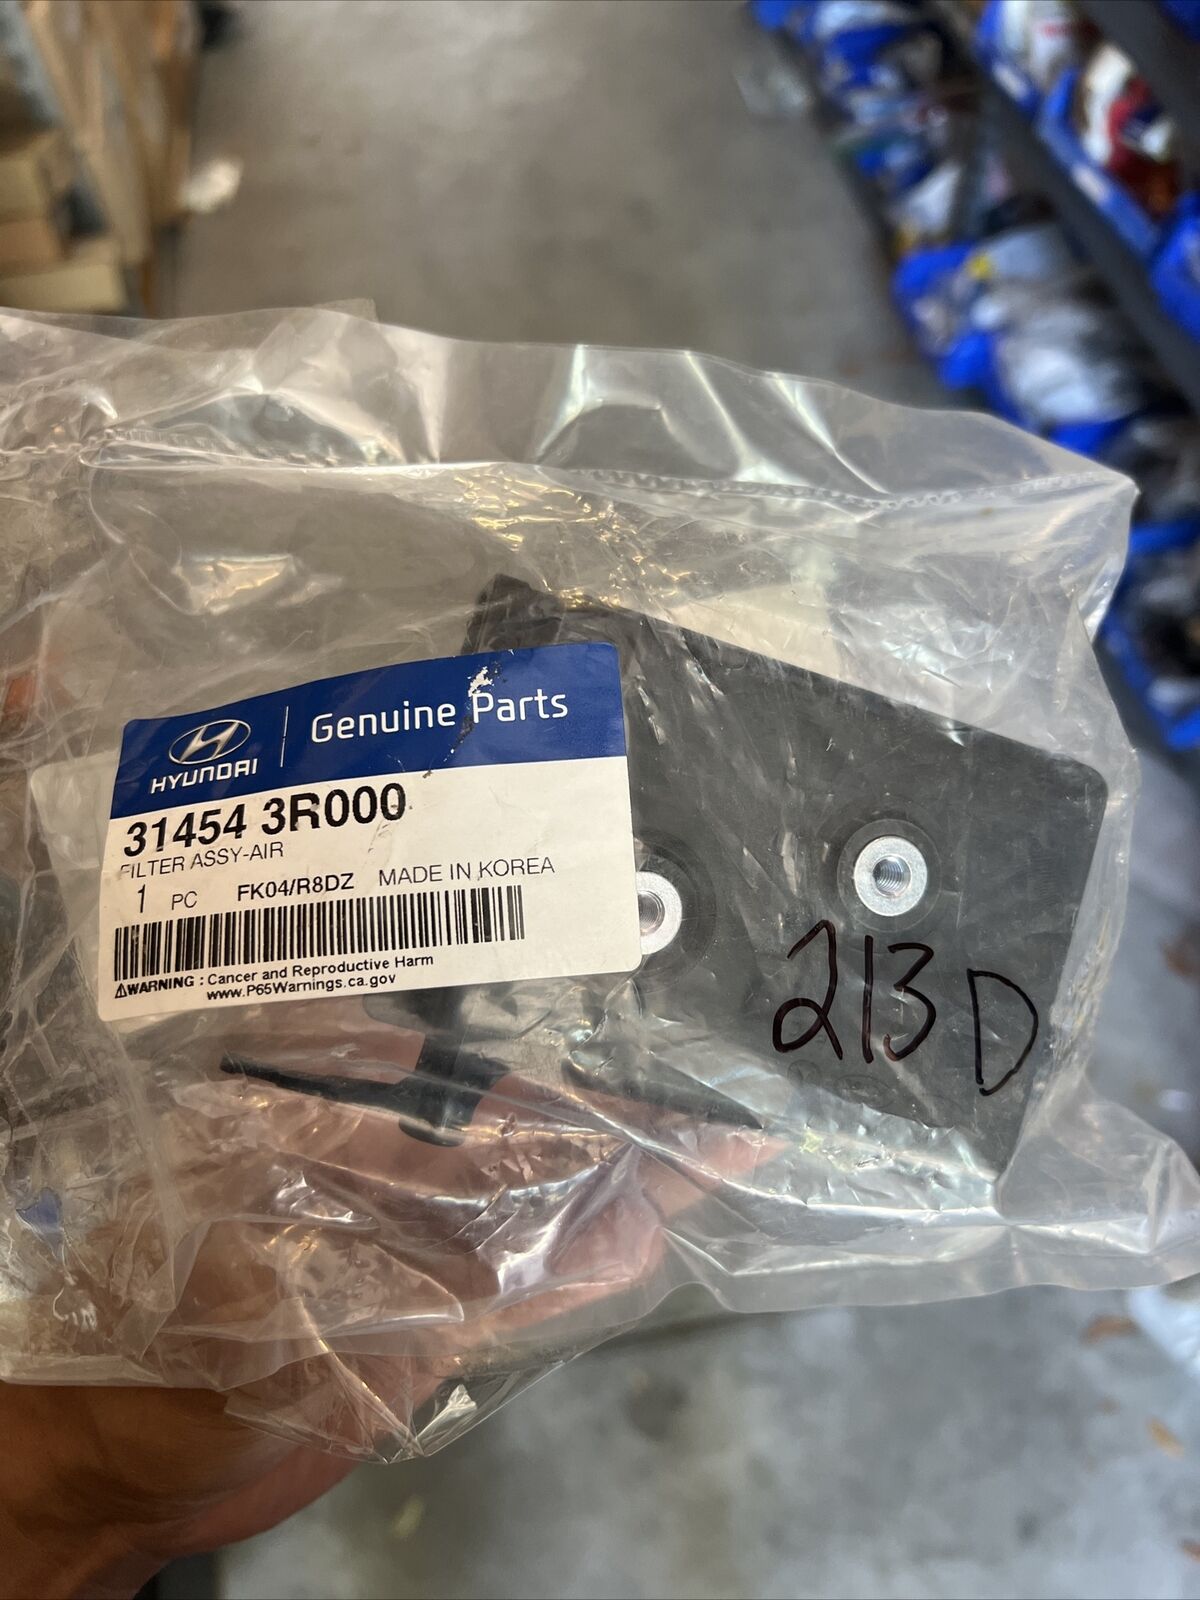 HYUNDAI
Genuine Parts
31454 3R000
FILTER ASSY-AIR
1 PC FK04/R8DZ MADE IN KOREA
⚠WARNING : Cancer and Reproductive Harm
www.P65Warnings.ca.gov
213 D